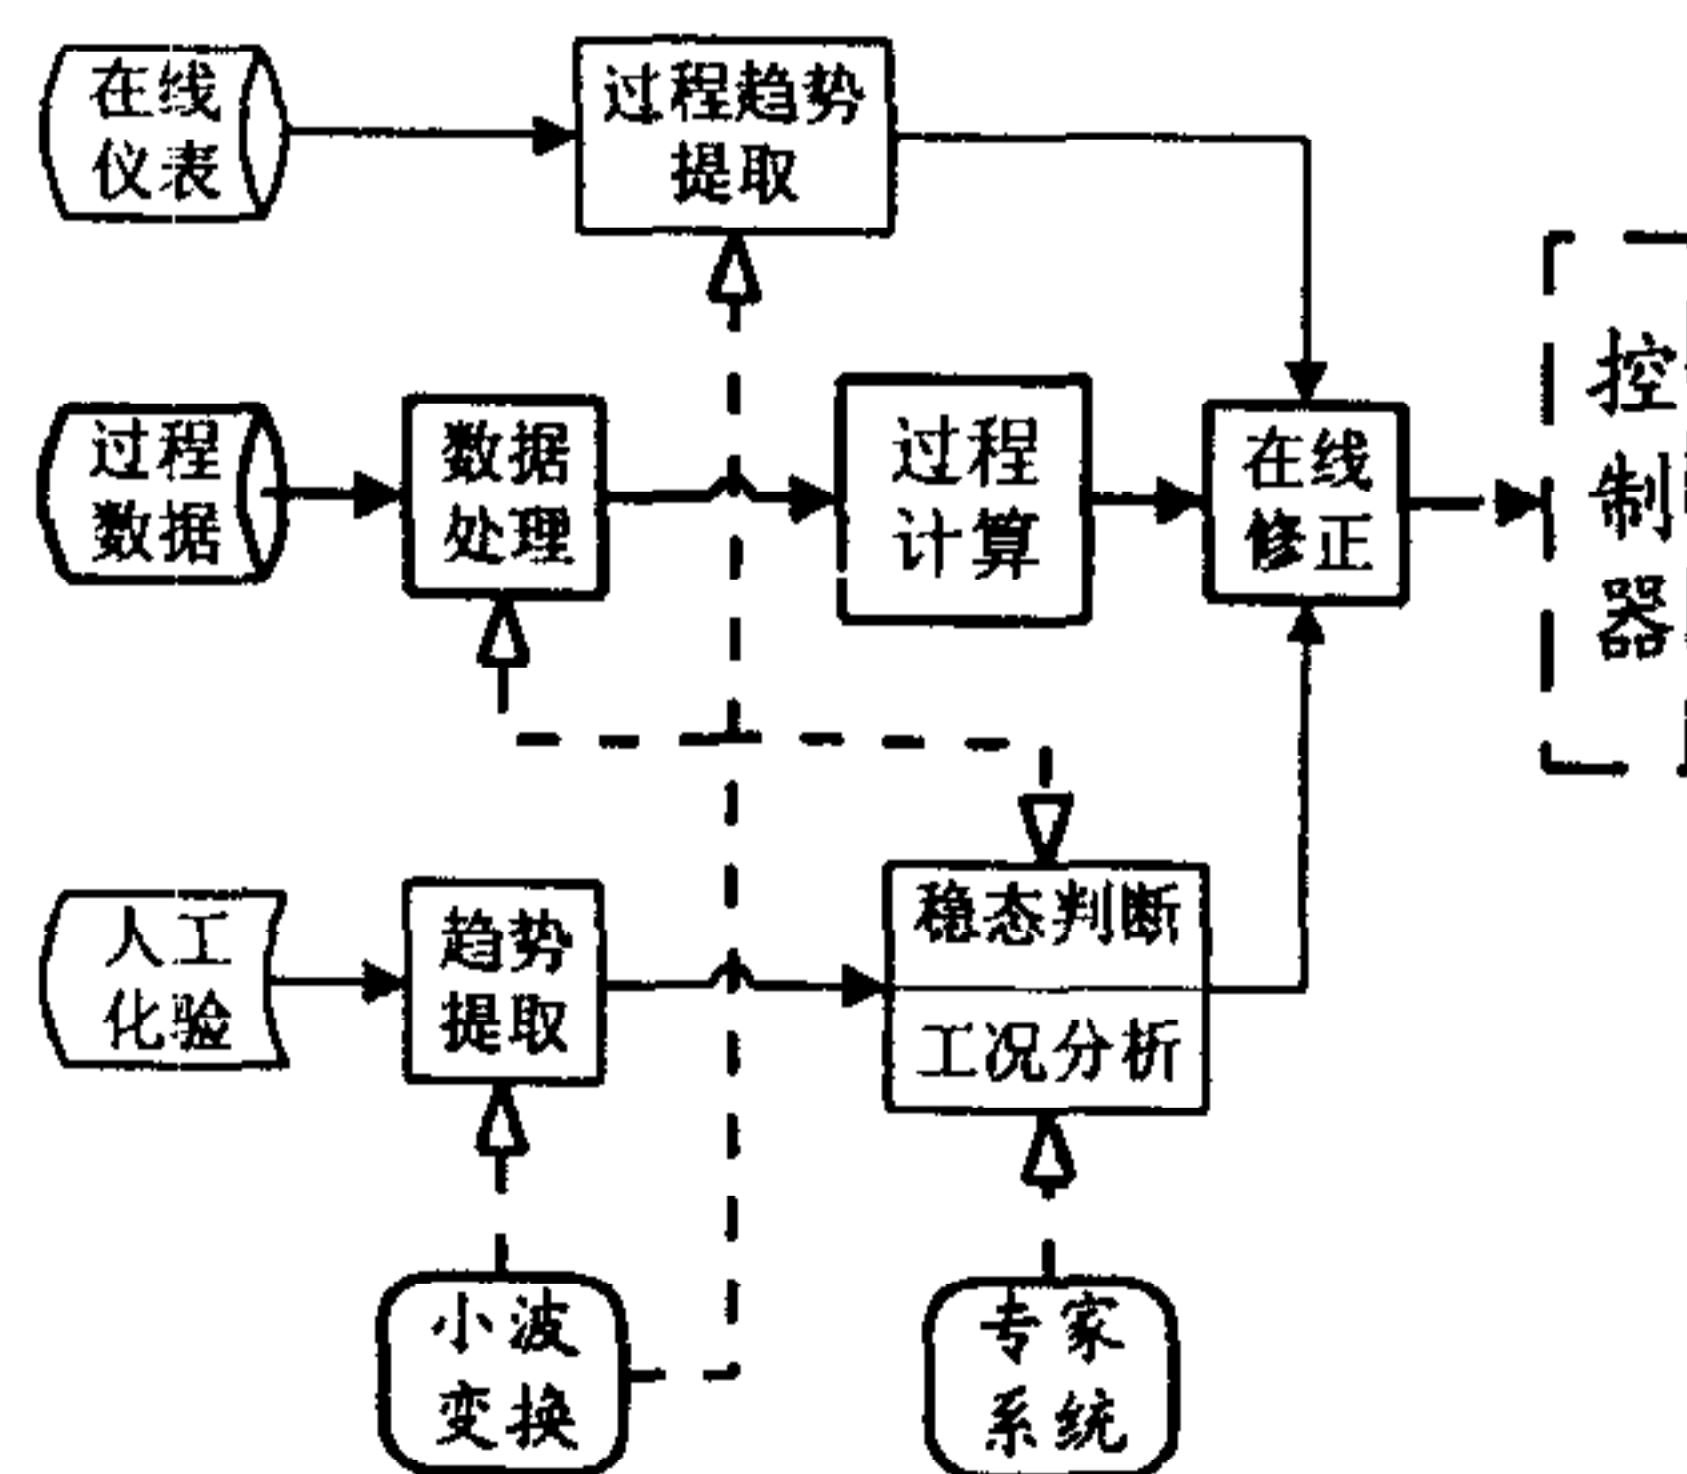 在线
仪表
过程趋势
提取
过程
数据
数据
处理
过程
计算
在线
修正
控
制
器
人工
化验
趋势
提取
稳态判断
工况分析
小波
变换
专家
系统